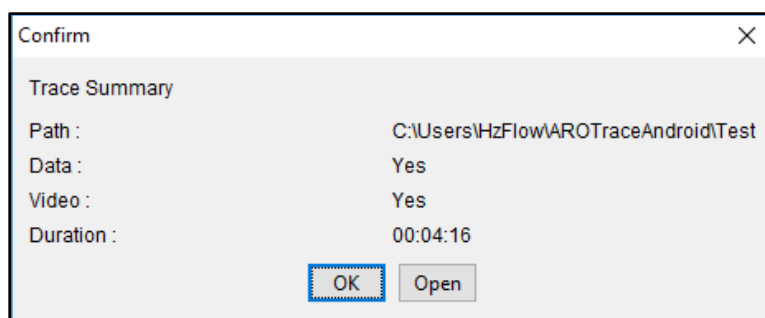 Confirm
Trace Summary
Path : C:\Users\HzFlow\AROTraceAndroid\Test
Data : Yes
Video : Yes
Duration : 00:04:16
OK Open